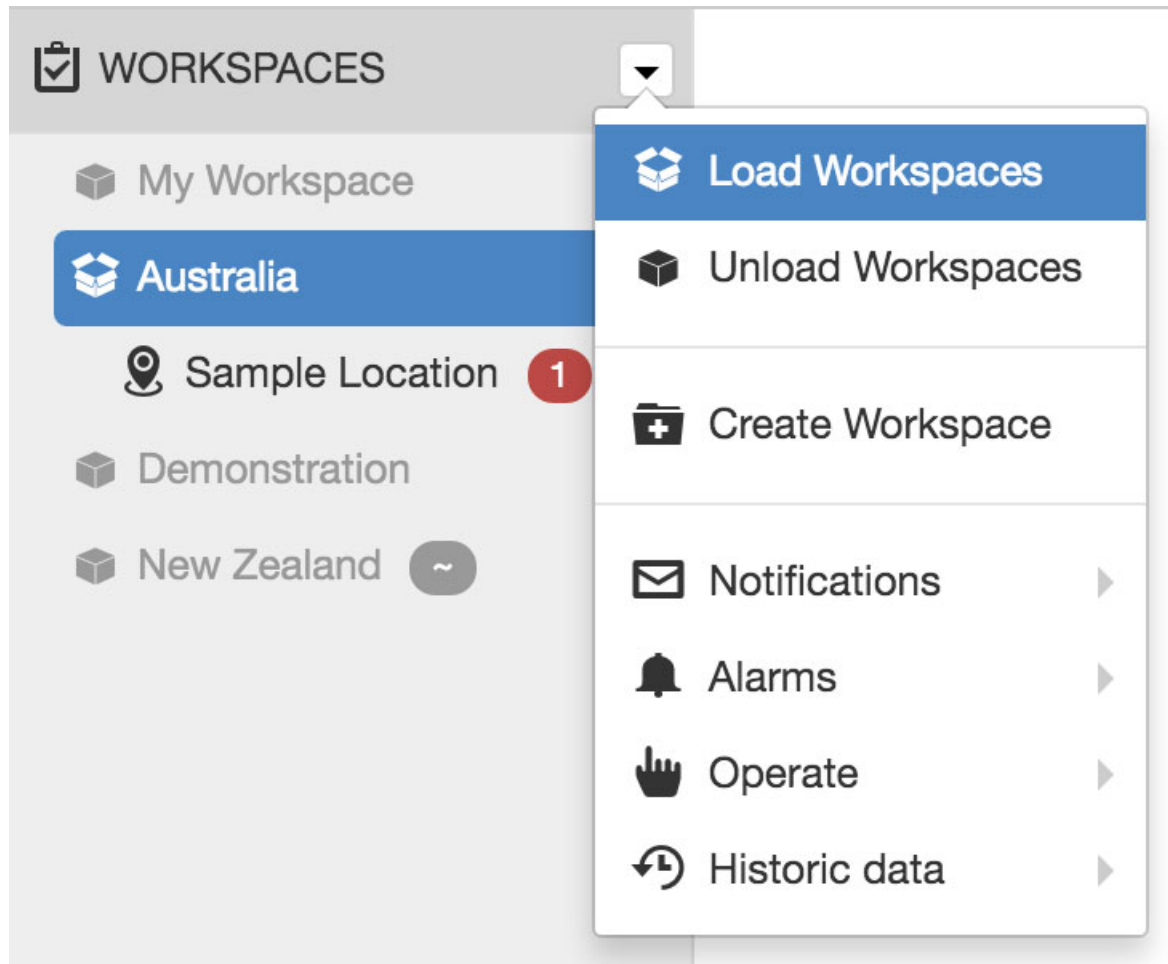 WORKSPACES
My Workspace
Australia
Sample Location 1
Demonstration
New Zealand ~
Load Workspaces
Unload Workspaces
Create Workspace
Notifications
Alarms
Operate
Historic data